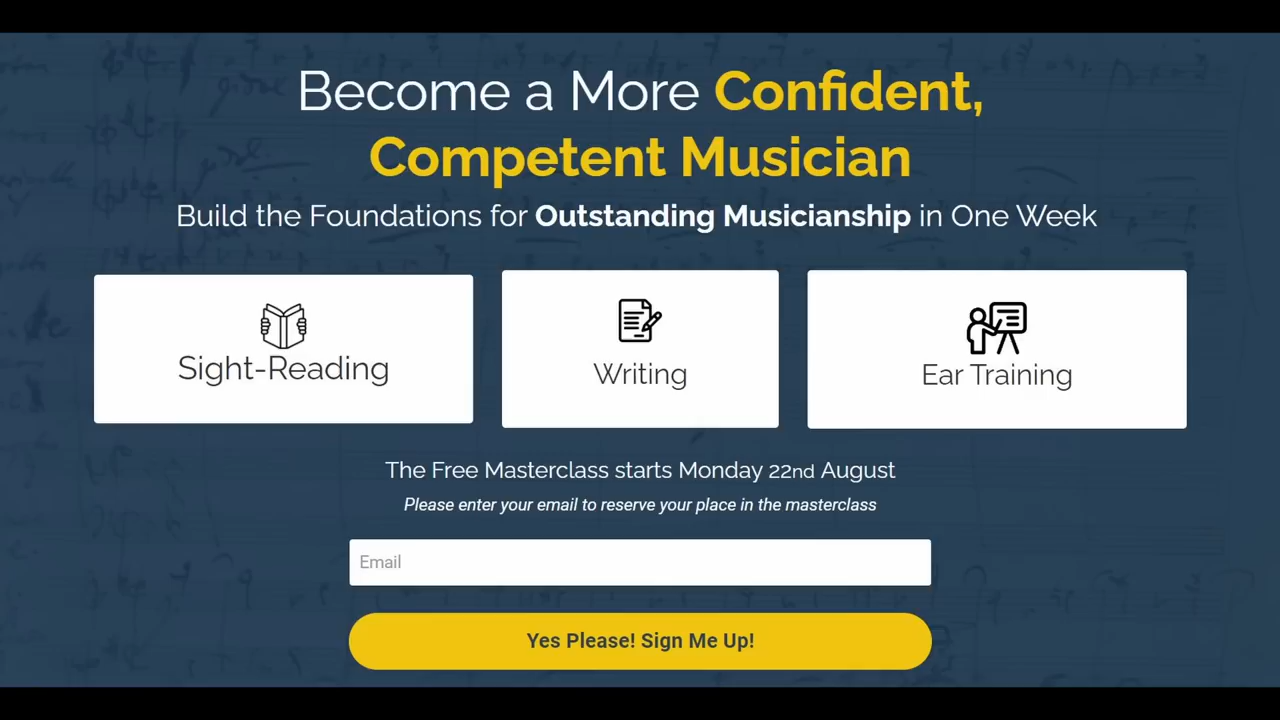 Become a More Confident,
Competent Musician
Build the Foundations for Outstanding Musicianship in One Week
Sight-Reading
Writing
Ear Training
The Free Masterclass starts Monday 22nd August
Please enter your email to reserve your place in the masterclass
Email
Yes Please! Sign Me Up!